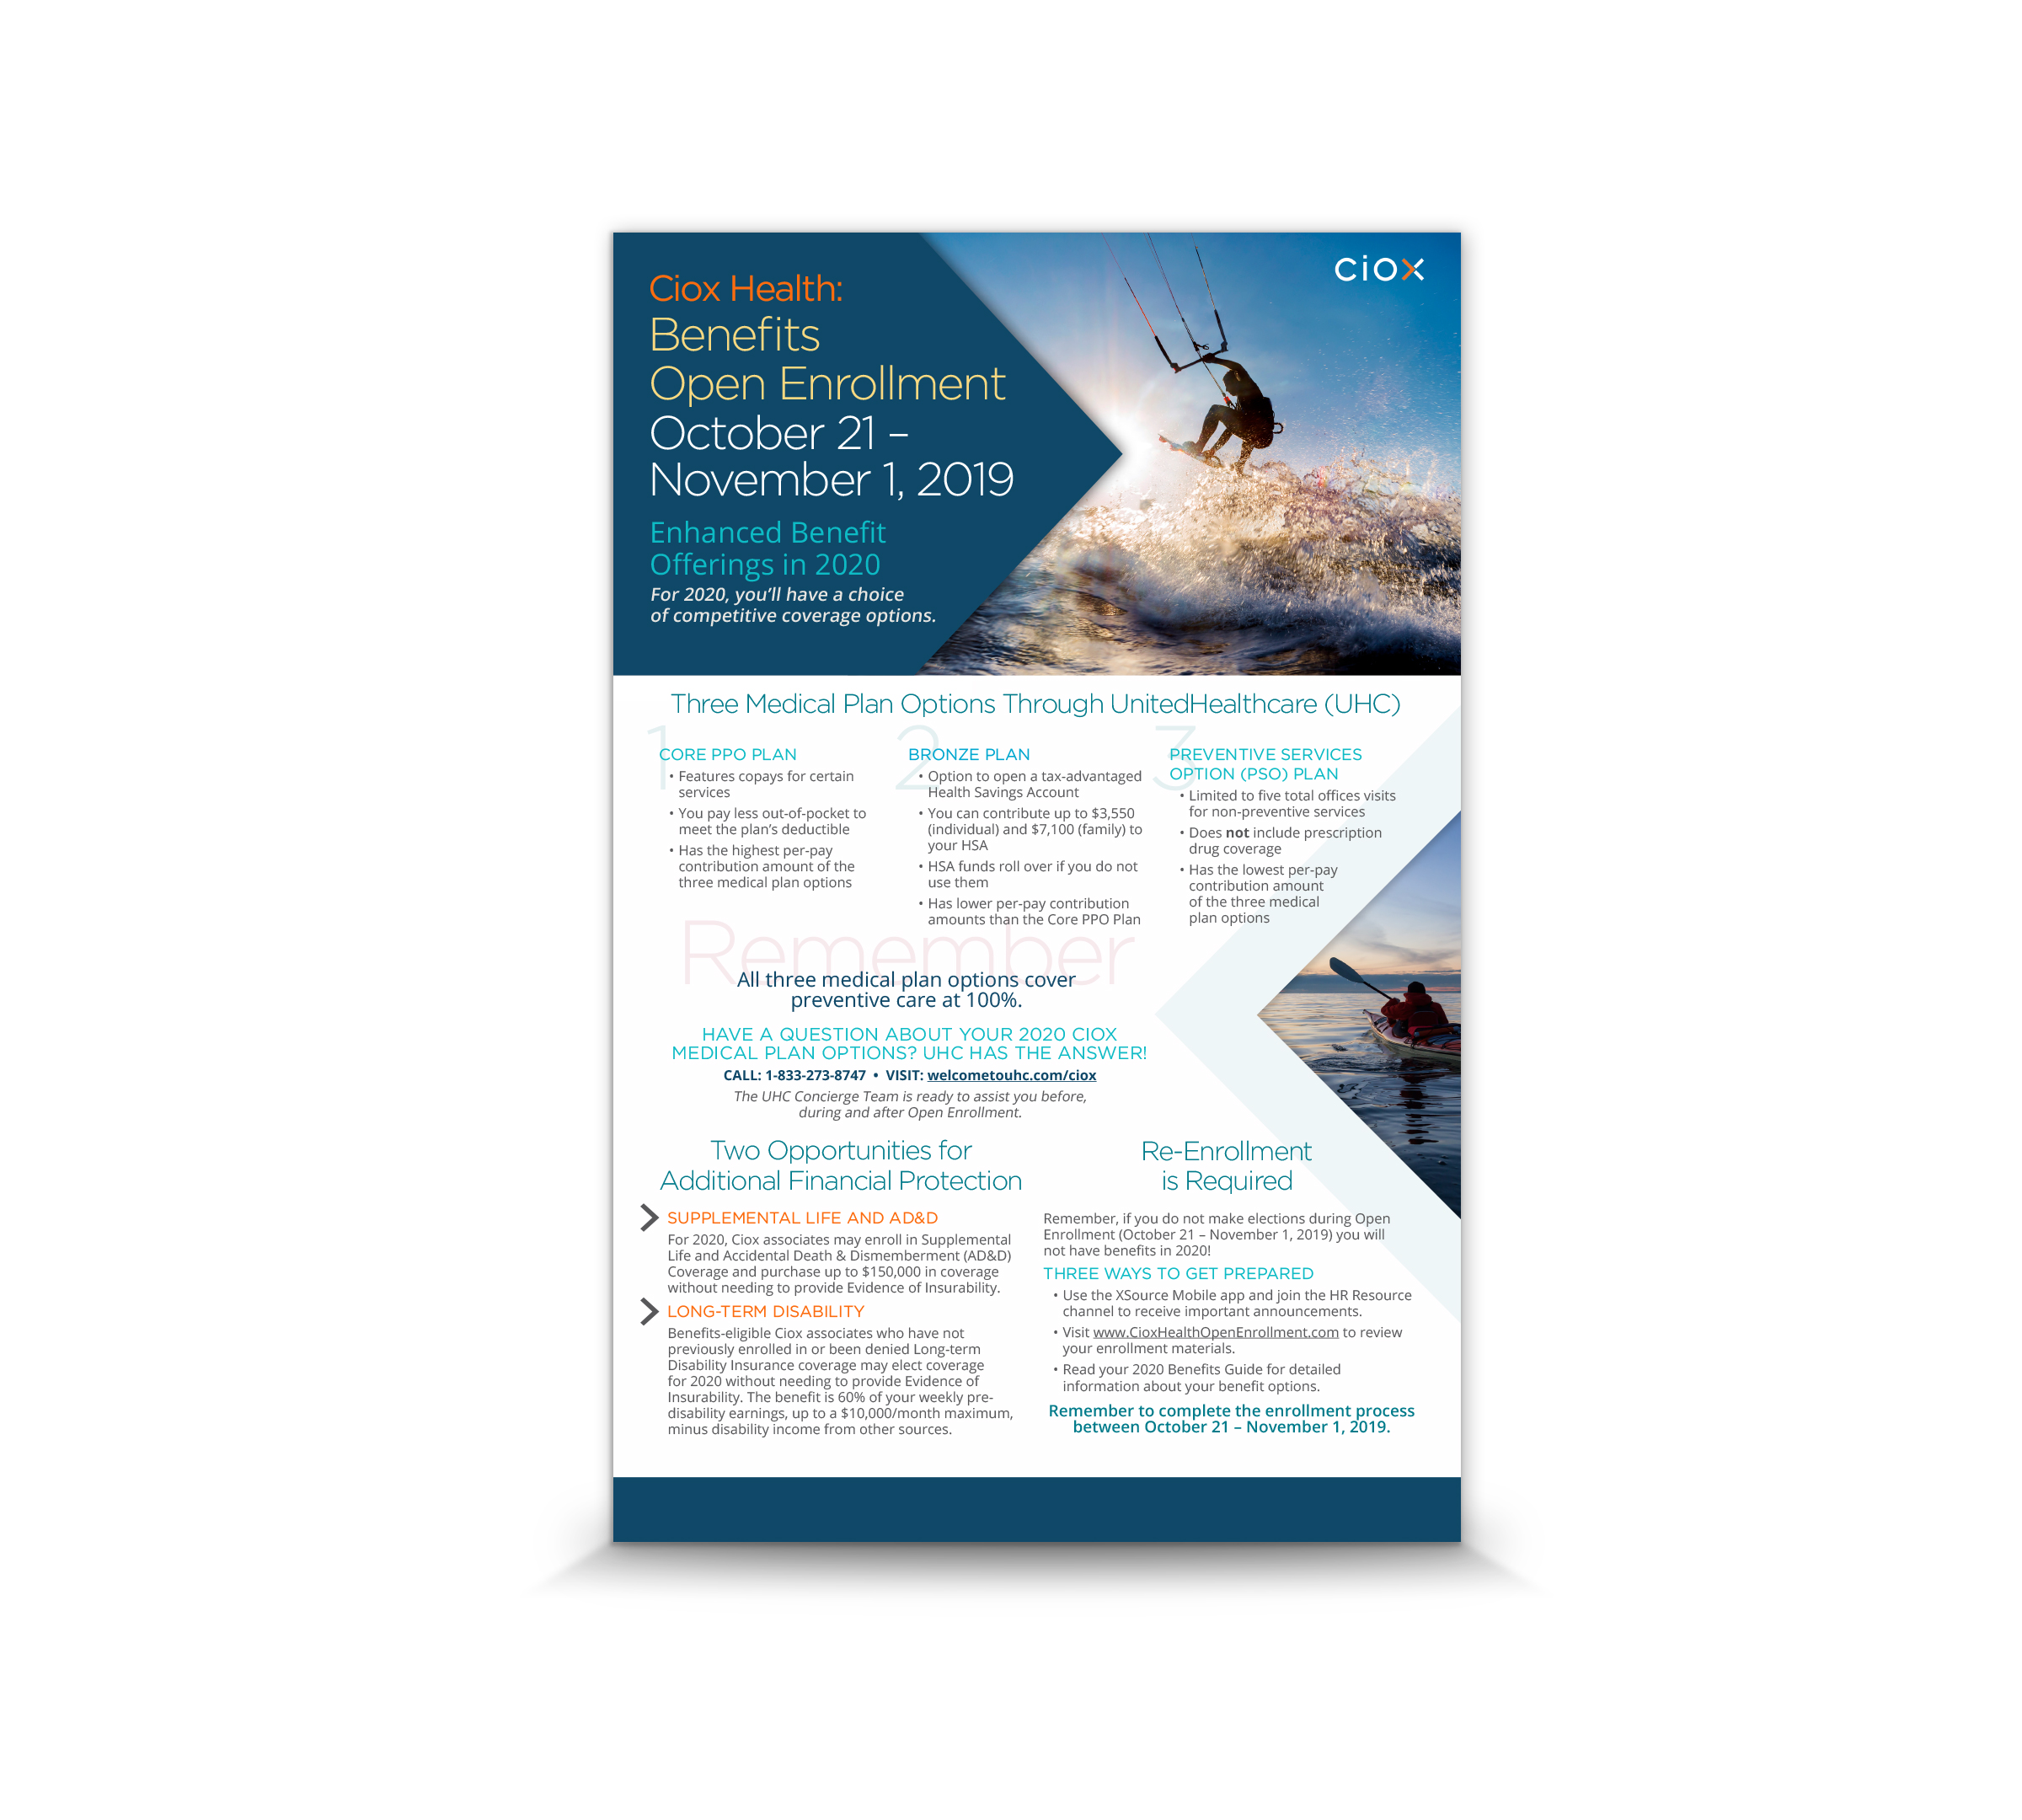 ciox
Ciox Health:
Benefits
Open Enrollment
October 21 –
November 1, 2019
Enhanced Benefit
Offerings in 2020
For 2020, you'll have a choice
of competitive coverage options.
Three Medical Plan Options Through UnitedHealthcare (UHC)
1
CORE PPO PLAN
• Features copays for certain
services
• You pay less out-of-pocket to
meet the plan's deductible
• Has the highest per-pay
contribution amount of the
three medical plan options
2
BRONZE PLAN
• Option to open a tax-advantaged
Health Savings Account
• You can contribute up to $3,550
(individual) and $7,100 (family) to
your HSA
• HSA funds roll over if you do not
use them
• Has lower per-pay contribution
amounts than the Core PPO Plan
3
PREVENTIVE SERVICES
OPTION (PSO) PLAN
• Limited to five total offices visits
for non-preventive services
• Does not include prescription
drug coverage
• Has the lowest per-pay
contribution amount
of the three medical
plan options
Remember
All three medical plan options cover
preventive care at 100%.
HAVE A QUESTION ABOUT YOUR 2020 CIOX
MEDICAL PLAN OPTIONS? UHC HAS THE ANSWER!
CALL: 1-833-273-8747 • VISIT: welcometouhc.com/ciox
The UHC Concierge Team is ready to assist you before,
during and after Open Enrollment.
Two Opportunities for
Additional Financial Protection
SUPPLEMENTAL LIFE AND AD&D
For 2020, Ciox associates may enroll in Supplemental
Life and Accidental Death & Dismemberment (AD&D)
Coverage and purchase up to $150,000 in coverage
without needing to provide Evidence of Insurability.
LONG-TERM DISABILITY
Benefits-eligible Ciox associates who have not
previously enrolled in or been denied Long-term
Disability Insurance coverage may elect coverage
for 2020 without needing to provide Evidence of
Insurability. The benefit is 60% of your weekly pre-
disability earnings, up to a $10,000/month maximum,
minus disability income from other sources.
Re-Enrollment
is Required
Remember, if you do not make elections during Open
Enrollment (October 21 – November 1, 2019) you will
not have benefits in 2020!
THREE WAYS TO GET PREPARED
• Use the XSource Mobile app and join the HR Resource
channel to receive important announcements.
• Visit www.CioxHealthOpenEnrollment.com to review
your enrollment materials.
• Read your 2020 Benefits Guide for detailed
information about your benefit options.
Remember to complete the enrollment process
between October 21 – November 1, 2019.